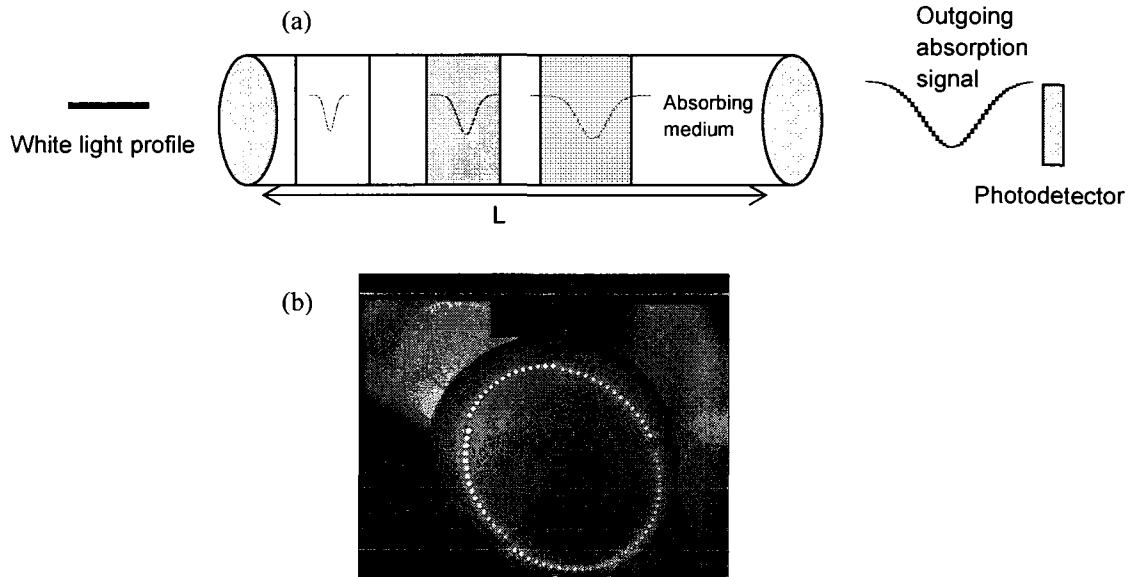 (a)
White light profile
Absorbing
medium
L
Outgoing
absorption
signal
Photodetector
(b)